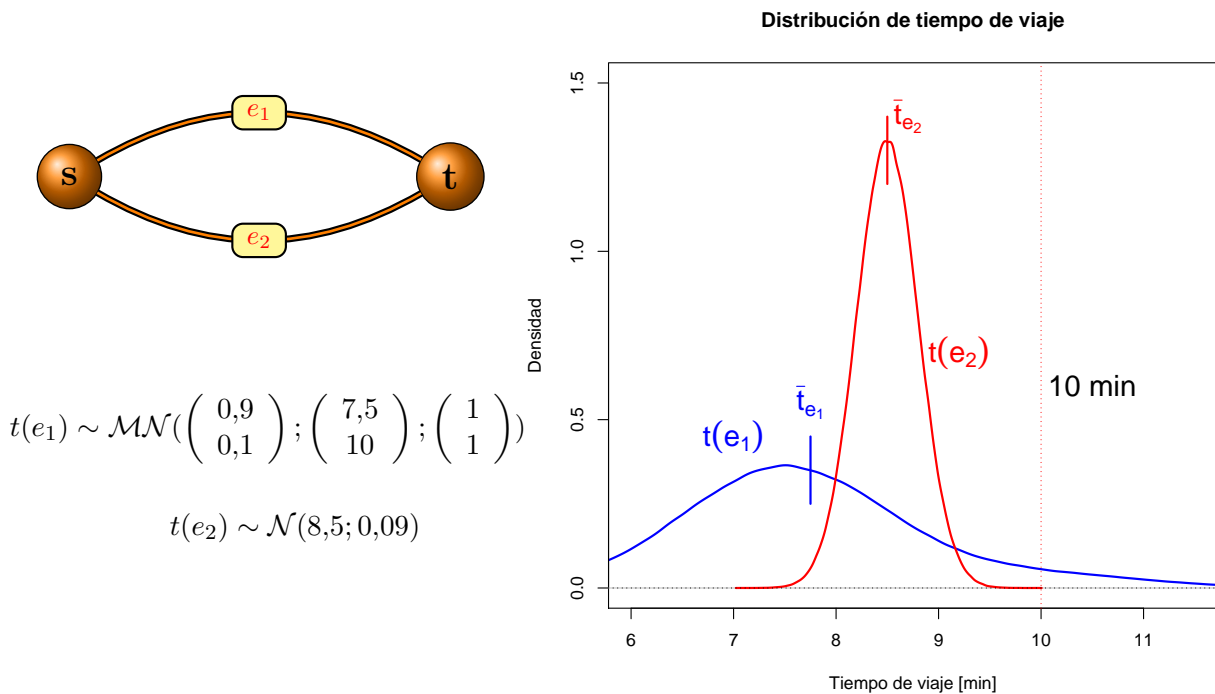 Distribución de tiempo de viaje
e₁
s
t
e₂
t(e₁) ∼ MN( ( 0,9 0,1 ) ; ( 7,5 10 ) ; ( 1 1 ) )
t(e₂) ∼ N(8,5; 0,09)
Densidad
1.5
1.0
0.5
0.0
t̄e₂
t(e₂)
10 min
t̄e₁
t(e₁)
6 7 8 9 10 11
Tiempo de viaje [min]